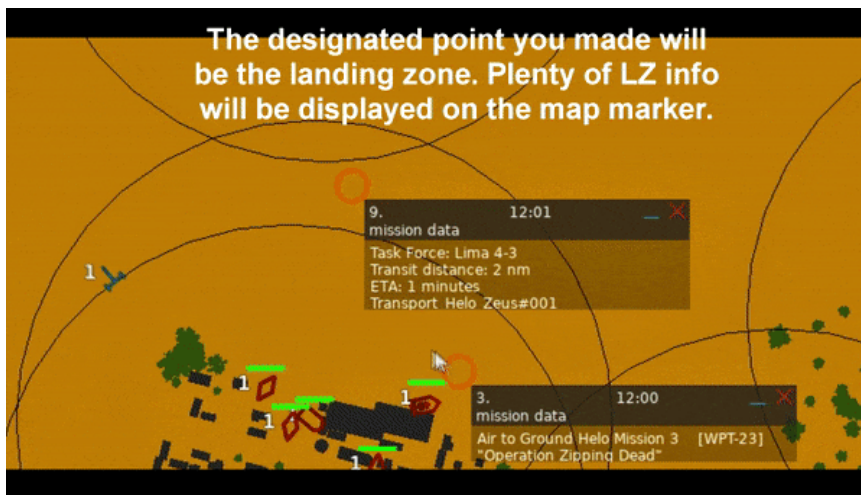 The designated point you made will
be the landing zone. Plenty of LZ info
will be displayed on the map marker.
9. 12:01
mission data
Task Force: Lima 4-3
Transit distance: 2 nm
ETA: 1 minutes
Transport Helo Zeus#001
1
1
1
1
1
3. 12:00
mission data
Air to Ground Helo Mission 3 [WPT-23]
"Operation Zipping Dead"